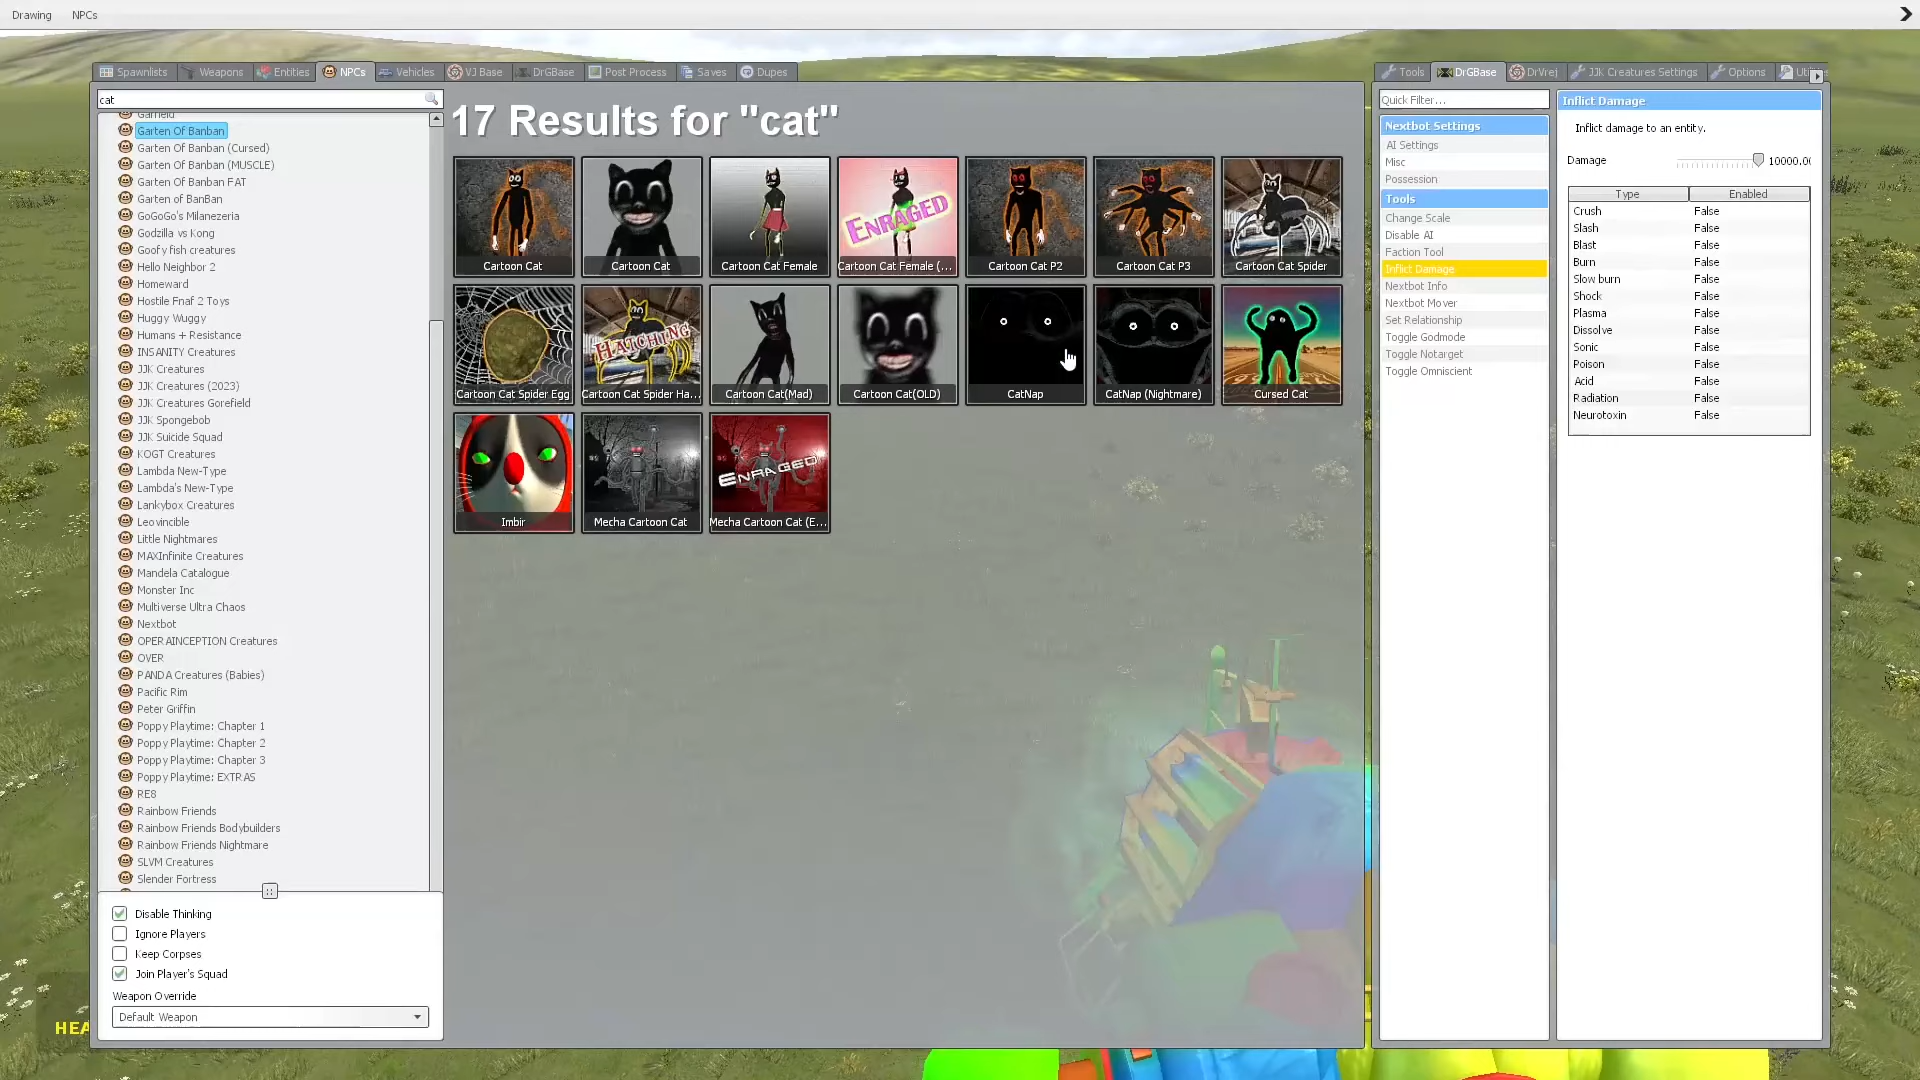 Drawing NPCs
Spawnlists Weapons Entities NPCs Vehicles VJ Base DrGBase Post Process Saves Dupes
Tools DrGBase DrVrej JJK Creatures Settings Options
cat
Garfield
Garten Of Banban
Garten Of Banban (Cursed)
Garten Of Banban (MUSCLE)
Garten Of Banban FAT
Garten of BanBan
GoGoGo's Milanezeria
Godzilla vs Kong
Goofy fish creatures
Hello Neighbor 2
Homeward
Hostile Fnaf 2 Toys
Huggy Wuggy
Humans + Resistance
INSANITY Creatures
JJK Creatures
JJK Creatures (2023)
JJK Creatures Gorefield
JJK Spongebob
JJK Suicide Squad
KOGT Creatures
Lambda New-Type
Lambda's New-Type
Lankybox Creatures
Leovincible
Little Nightmares
MAXInfinite Creatures
Mandela Catalogue
Monster Inc
Multiverse Ultra Chaos
Nextbot
OPERAINCEPTION Creatures
OVER
PANDA Creatures (Babies)
Pacific Rim
Peter Griffin
Poppy Playtime: Chapter 1
Poppy Playtime: Chapter 2
Poppy Playtime: Chapter 3
Poppy Playtime: EXTRAS
RE8
Rainbow Friends
Rainbow Friends Bodybuilders
Rainbow Friends Nightmare
SLVM Creatures
Slender Fortress
Disable Thinking
Ignore Players
Keep Corpses
Join Player's Squad
Weapon Override
Default Weapon
HEA
17 Results for "cat"
Cartoon Cat
Cartoon Cat
Cartoon Cat Female
ENRAGED
Cartoon Cat Female (...
Cartoon Cat P2
Cartoon Cat P3
Cartoon Cat Spider
Cartoon Cat Spider Egg
HATCHING
Cartoon Cat Spider Ha...
Cartoon Cat(Mad)
Cartoon Cat(OLD)
CatNap
CatNap (Nightmare)
Cursed Cat
Imbir
Mecha Cartoon Cat
ENRAGED
Mecha Cartoon Cat (E...
Quick Filter...
Nextbot Settings
AI Settings
Misc
Possession
Tools
Change Scale
Disable AI
Faction Tool
Inflict Damage
Nextbot Info
Nextbot Mover
Set Relationship
Toggle Godmode
Toggle Notarget
Toggle Omniscient
Inflict Damage
Inflict damage to an entity.
Damage 10000.0
Type Enabled
Crush False
Slash False
Blast False
Burn False
Slow burn False
Shock False
Plasma False
Dissolve False
Sonic False
Poison False
Acid False
Radiation False
Neurotoxin False